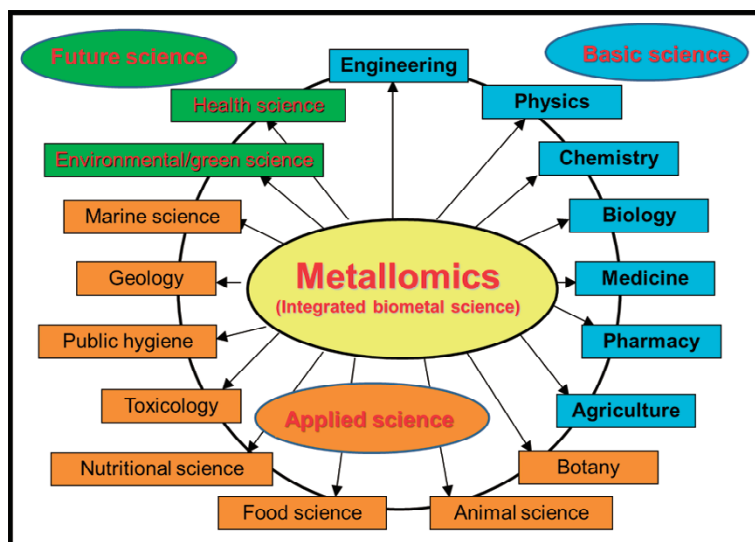 Future science
Engineering
Basic science
Health science
Physics
Environmental/green science
Chemistry
Marine science
Biology
Metallomics
(Integrated biometal science)
Geology
Medicine
Public hygiene
Pharmacy
Toxicology
Applied science
Agriculture
Nutritional science
Botany
Food science
Animal science